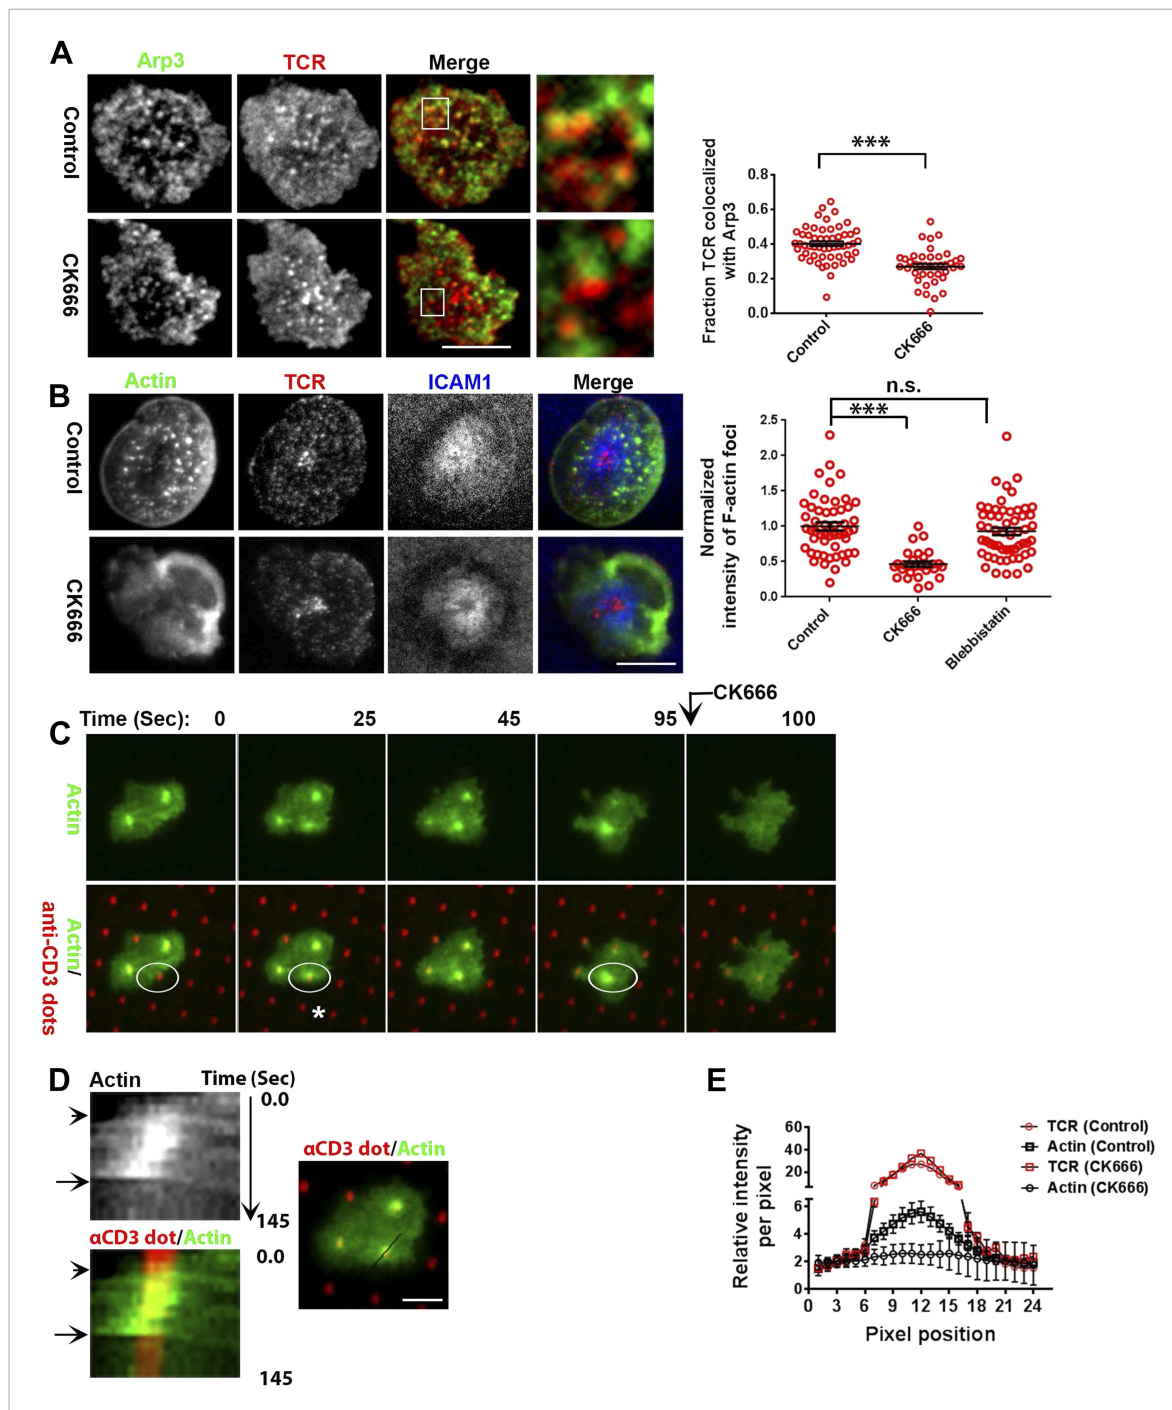 A
Arp3 TCR Merge
Control
CK666
***
Fraction TCR colocalized
with Arp3
0.8
0.6
0.4
0.2
0.0
Control
CK666
B
Actin TCR ICAM1 Merge
Control
CK666
n.s.
***
Normalized
intensity of F-actin foci
2.5
2.0
1.5
1.0
0.5
0.0
Control
CK666
Blebbistatin
C
CK666
Time (Sec): 0 25 45 95 100
Actin
Actin/
anti-CD3 dots
*
D
Actin Time (Sec)
0.0
145
αCD3 dot/Actin
0.0
145
αCD3 dot/Actin
E
Relative intensity
per pixel
60
40
20
6
4
2
0
0 3 6 9 12 15 18 21 24
Pixel position
TCR (Control)
Actin (Control)
TCR (CK666)
Actin (CK666)